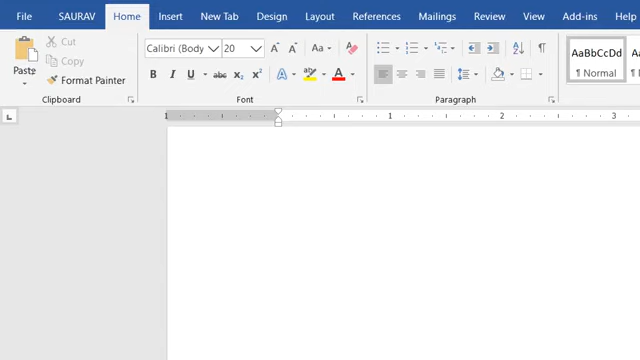 File SAURAV Home Insert New Tab Design Layout References Mailings Review View Add-ins Help
Paste
Cut
Copy
Format Painter
Clipboard
Calibri (Body 20 A A Aa A
B I U abc x2 x2 A A
Font
Paragraph
AaBbCcDd
¶ Normal
1 1 2 3